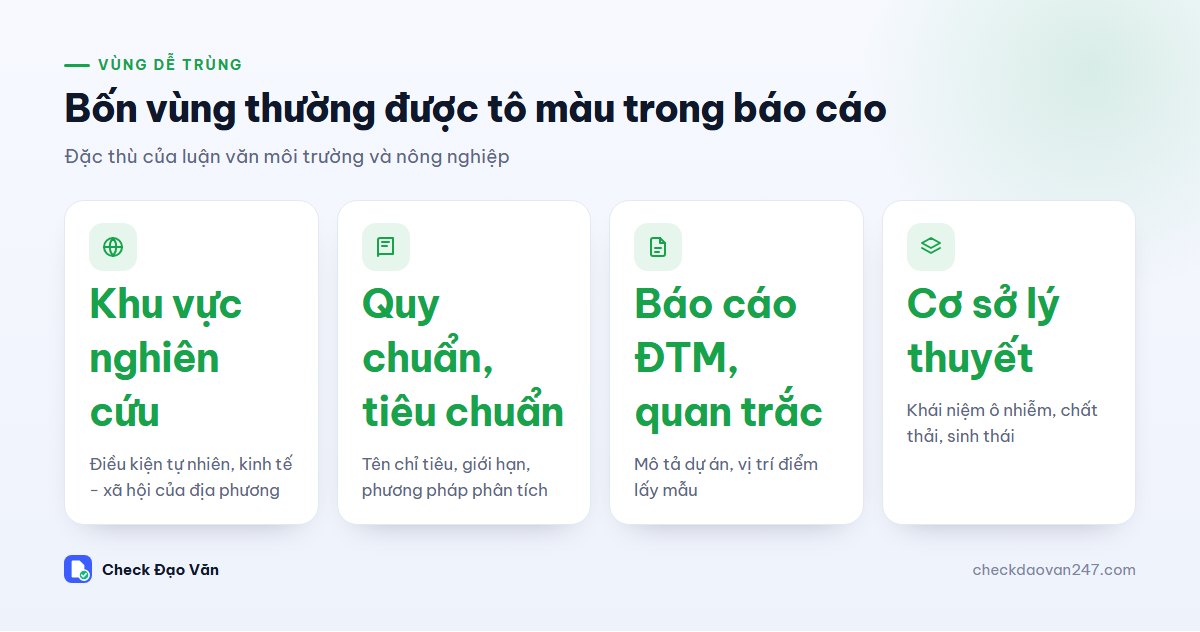 VÙNG DỄ TRÙNG
Bốn vùng thường được tô màu trong báo cáo
Đặc thù của luận văn môi trường và nông nghiệp
Khu vực
nghiên
cứu
Điều kiện tự nhiên, kinh tế
- xã hội của địa phương
Quy
chuẩn,
tiêu chuẩn
Tên chỉ tiêu, giới hạn,
phương pháp phân tích
Báo cáo
ĐTM,
quan trắc
Mô tả dự án, vị trí điểm
lấy mẫu
Cơ sở lý
thuyết
Khái niệm ô nhiễm, chất
thải, sinh thái
Check Đạo Văn
checkdaovan247.com